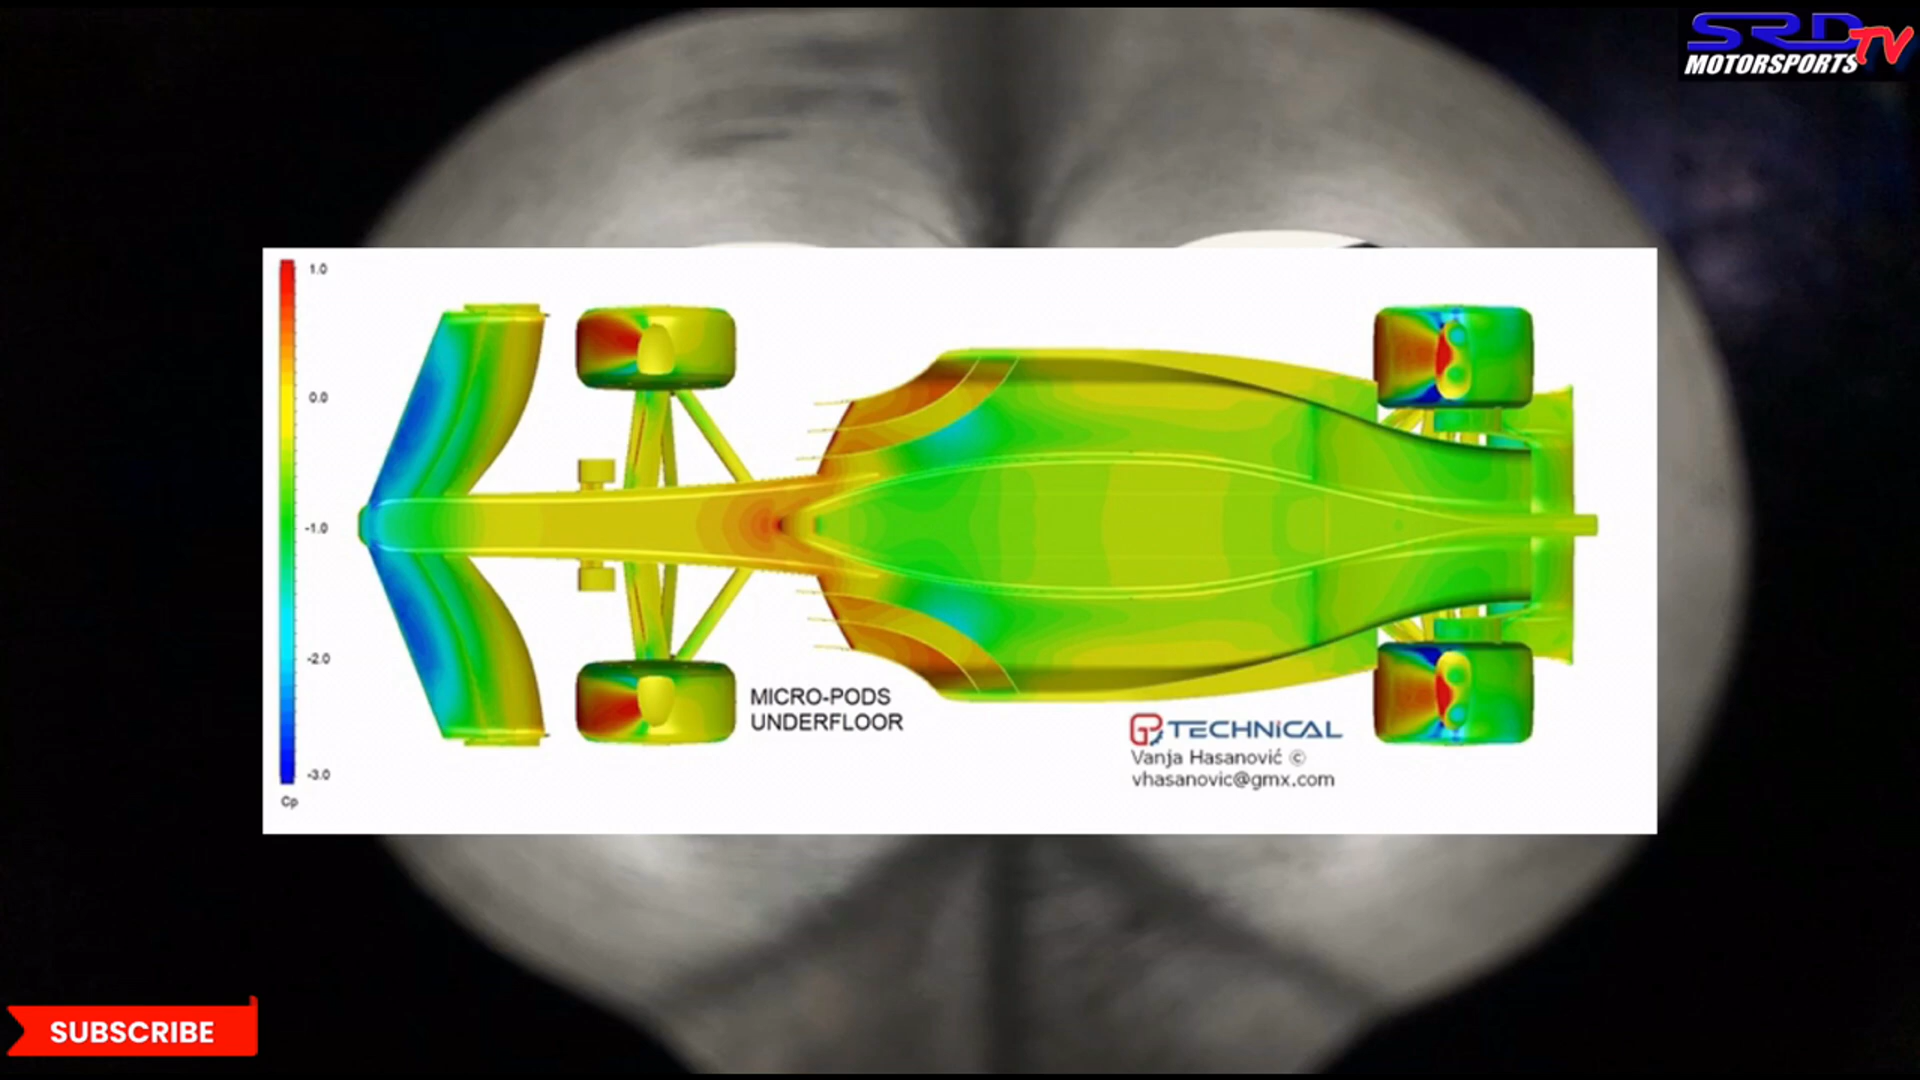 SRD TV
MOTORSPORTS
1.0
0.0
-1.0
-2.0
-3.0
Cp
MICRO-PODS
UNDERFLOOR
GP TECHNICAL
Vanja Hasanović ©
vhasanovic@gmx.com
SUBSCRIBE